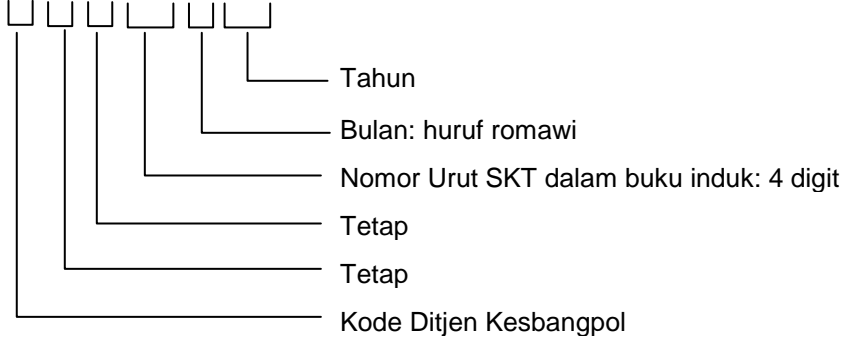 Tahun
Bulan: huruf romawi
Nomor Urut SKT dalam buku induk: 4 digit
Tetap
Tetap
Kode Ditjen Kesbangpol